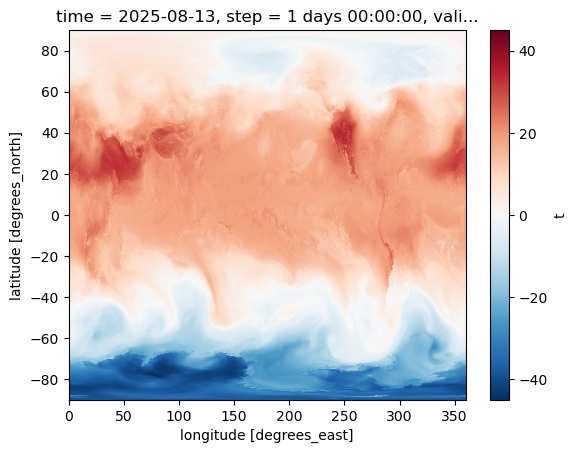 time = 2025-08-13, step = 1 days 00:00:00, vali...
80
60
40
20
0
−20
−40
−60
−80
latitude [degrees_north]
0 50 100 150 200 250 300 350
longitude [degrees_east]
40
20
0
−20
−40
t